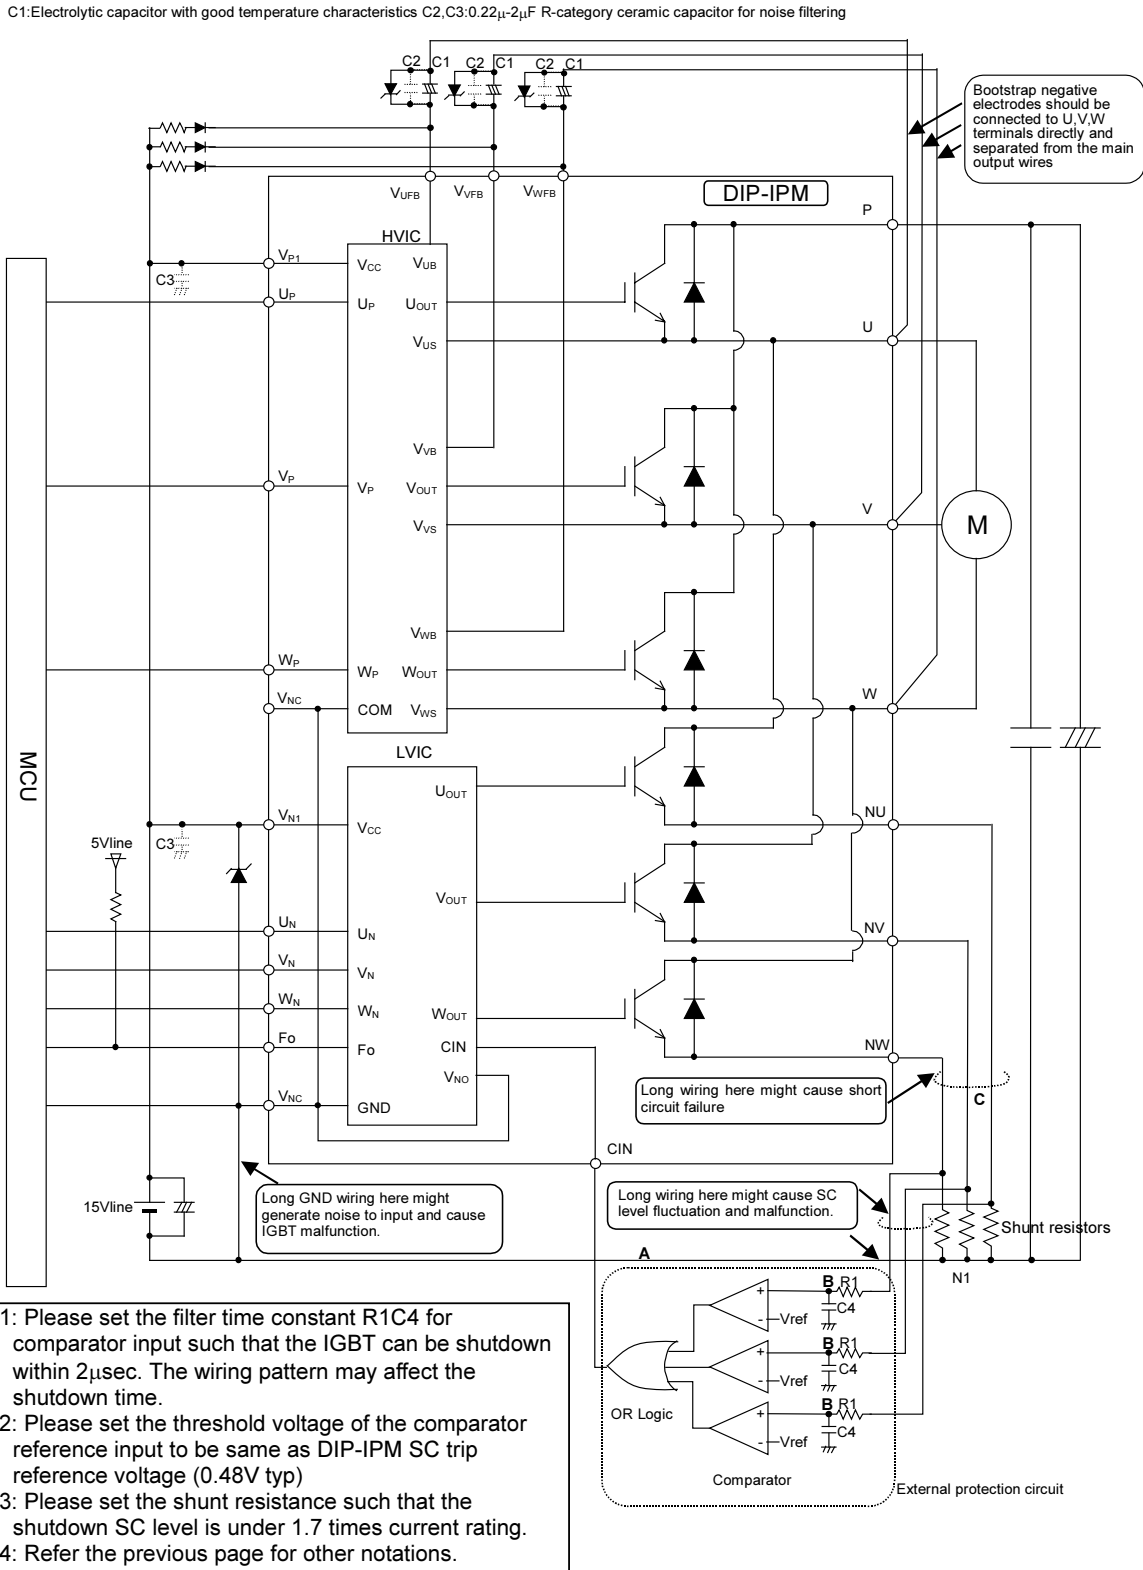 C1:Electrolytic capacitor with good temperature characteristics C2,C3:0.22μ-2μF R-category ceramic capacitor for noise filtering
C2 C1 C2 C1 C2 C1
Bootstrap negative
electrodes should be
connected to U,V,W
terminals directly and
separated from the main
output wires
VUFB VVFB VWFB
DIP-IPM
P
HVIC
VP1
VCC
VUB
C3
UP
UP
UOUT
U
VUS
VVB
VP
VP
VOUT
V
VVS
M
VWB
WP
WP
WOUT
W
VNC
COM
VWS
MCU
LVIC
UOUT
VN1
VCC
NU
5Vline
C3
VOUT
UN
UN
NV
VN
VN
WN
WN
WOUT
Fo
Fo
CIN
NW
VNO
VNC
GND
Long wiring here might cause short
circuit failure
C
CIN
15Vline
Long GND wiring here might
generate noise to input and cause
IGBT malfunction.
Long wiring here might cause SC
level fluctuation and malfunction.
Shunt resistors
A
N1
B R1
+
C4
- Vref
B R1
+
C4
- Vref
B R1
+
C4
- Vref
OR Logic
Comparator
External protection circuit
1: Please set the filter time constant R1C4 for
comparator input such that the IGBT can be shutdown
within 2μsec. The wiring pattern may affect the
shutdown time.
2: Please set the threshold voltage of the comparator
reference input to be same as DIP-IPM SC trip
reference voltage (0.48V typ)
3: Please set the shunt resistance such that the
shutdown SC level is under 1.7 times current rating.
4: Refer the previous page for other notations.